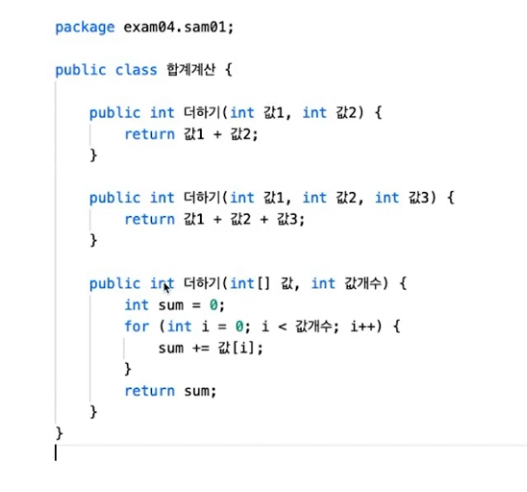 package exam04.sam01;
public class 합계계산 {
public int 더하기(int 값1, int 값2) {
return 값1 + 값2;
}
public int 더하기(int 값1, int 값2, int 값3) {
return 값1 + 값2 + 값3;
}
public int 더하기(int[] 값, int 값개수) {
int sum = 0;
for (int i = 0; i < 값개수; i++) {
sum += 값[i];
}
return sum;
}
}